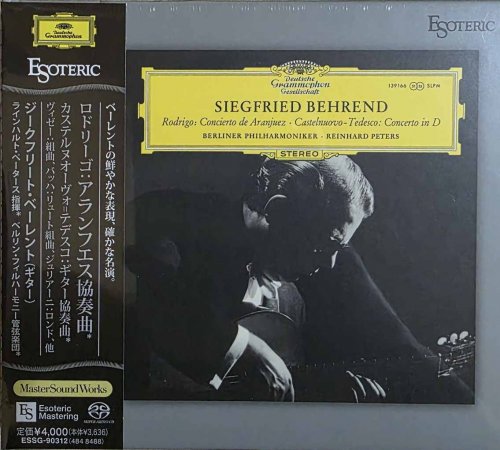 Deutsche
Grammophon
ESOTERIC
ベーレントの鮮やかな表現、確かな名演。
ロドリーゴ:アランフエス協奏曲*
カステルヌオーヴォ=テデスコ:ギター協奏曲*
ヴィゼー:組曲、バッハ:リュート組曲、ジュリアーニ:ロンド、他
ジークフリート・ベーレント(ギター)
ラインハルト・ペータース指揮* ベルリン・フィルハーモニー管弦楽団*
MasterSoundWorks
ES Esoteric
Mastering
SUPER AUDIO CD
定価¥4,000(本体¥3,636)
ESSG-90312(484 8488)
ESOTERIC
Deutsche
Grammophon
Gesellschaft
139166
SLPM
SIEGFRIED BEHREND
Rodrigo: Concierto de Aranjuez · Castelnuovo-Tedesco: Concerto in D
BERLINER PHILHARMONIKER · REINHARD PETERS
STEREO